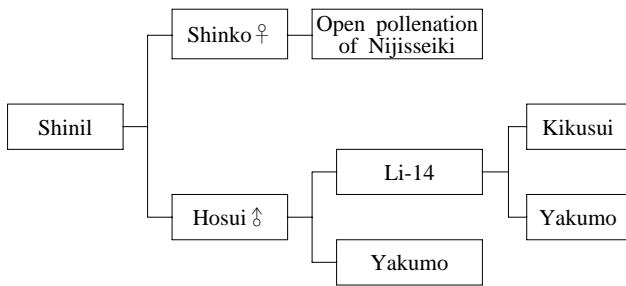 Shinko♀
Open pollenation
of Nijisseiki
Shinil
Kikusui
Li-14
Hosui♂
Yakumo
Yakumo